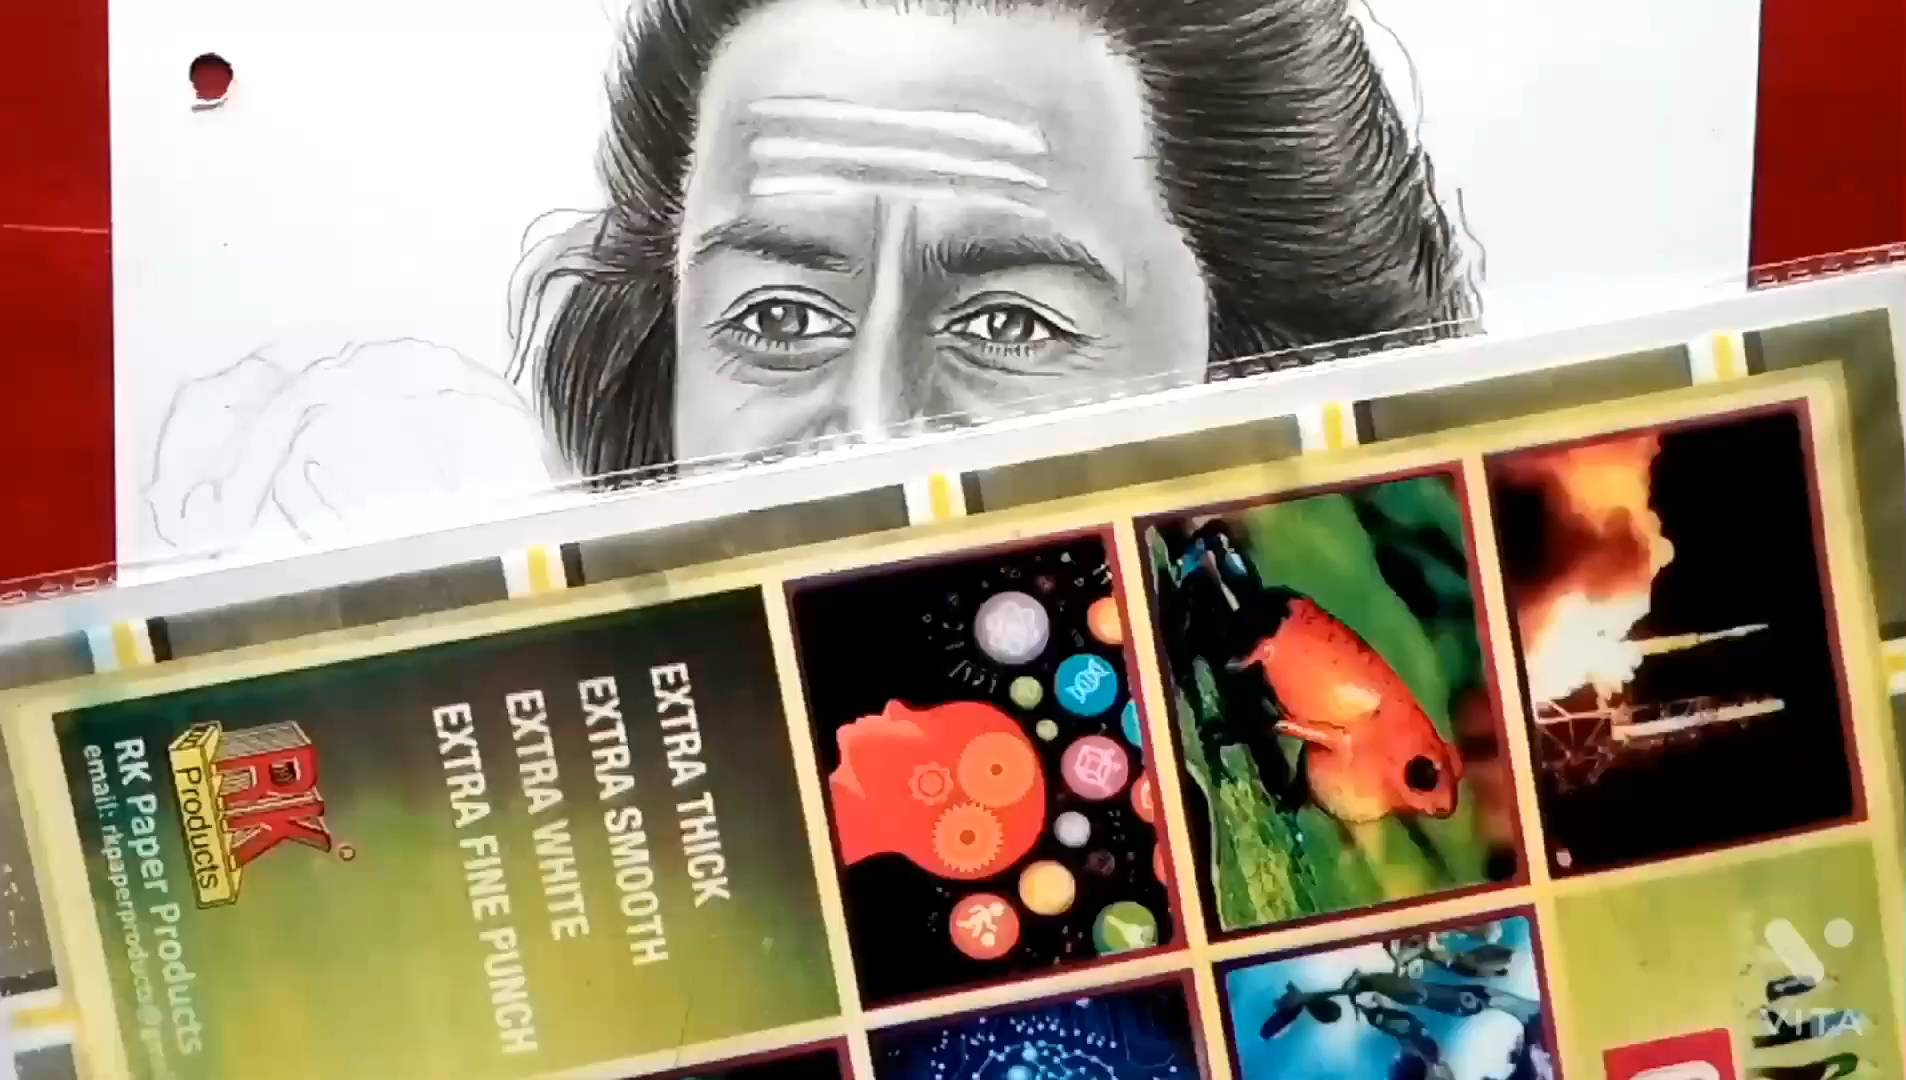 EXTRA THICK
EXTRA SMOOTH
EXTRA WHITE
EXTRA FINE PUNCH
RK
Products
RK Paper Products
VITA